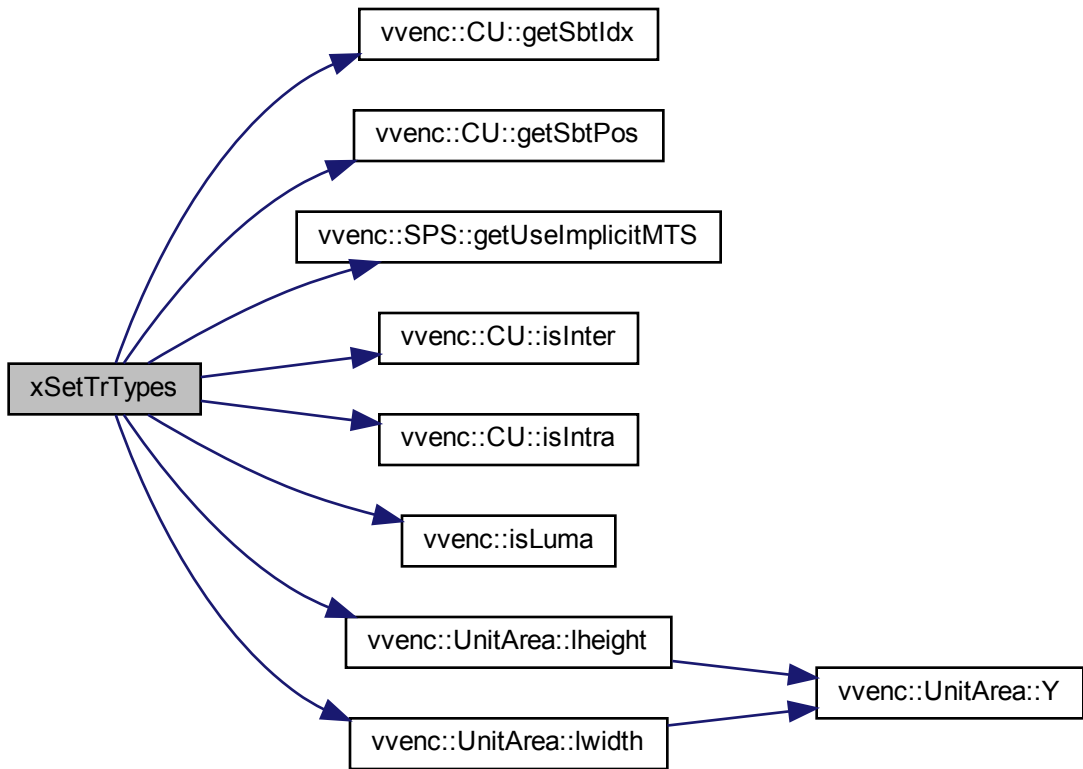 vvenc::CU::getSbtIdx
vvenc::CU::getSbtPos
vvenc::SPS::getUseImplicitMTS
vvenc::CU::isInter
xSetTrTypes
vvenc::CU::isIntra
vvenc::isLuma
vvenc::UnitArea::lheight
vvenc::UnitArea::Y
vvenc::UnitArea::lwidth